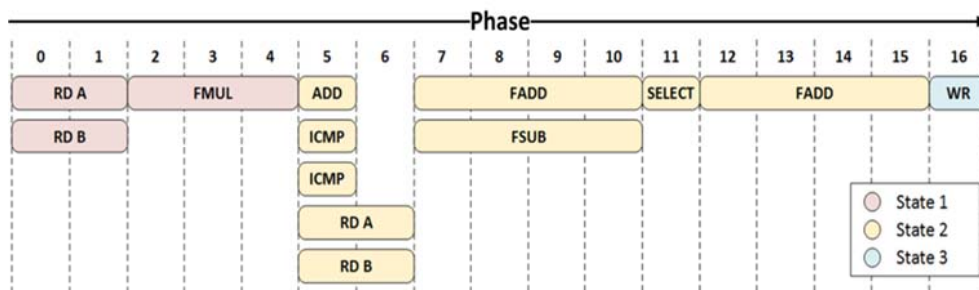 Phase
0 1 2 3 4 5 6 7 8 9 10 11 12 13 14 15 16
RD A FMUL ADD FADD SELECT FADD WR
RD B ICMP FSUB
ICMP
RD A
RD B
State 1
State 2
State 3